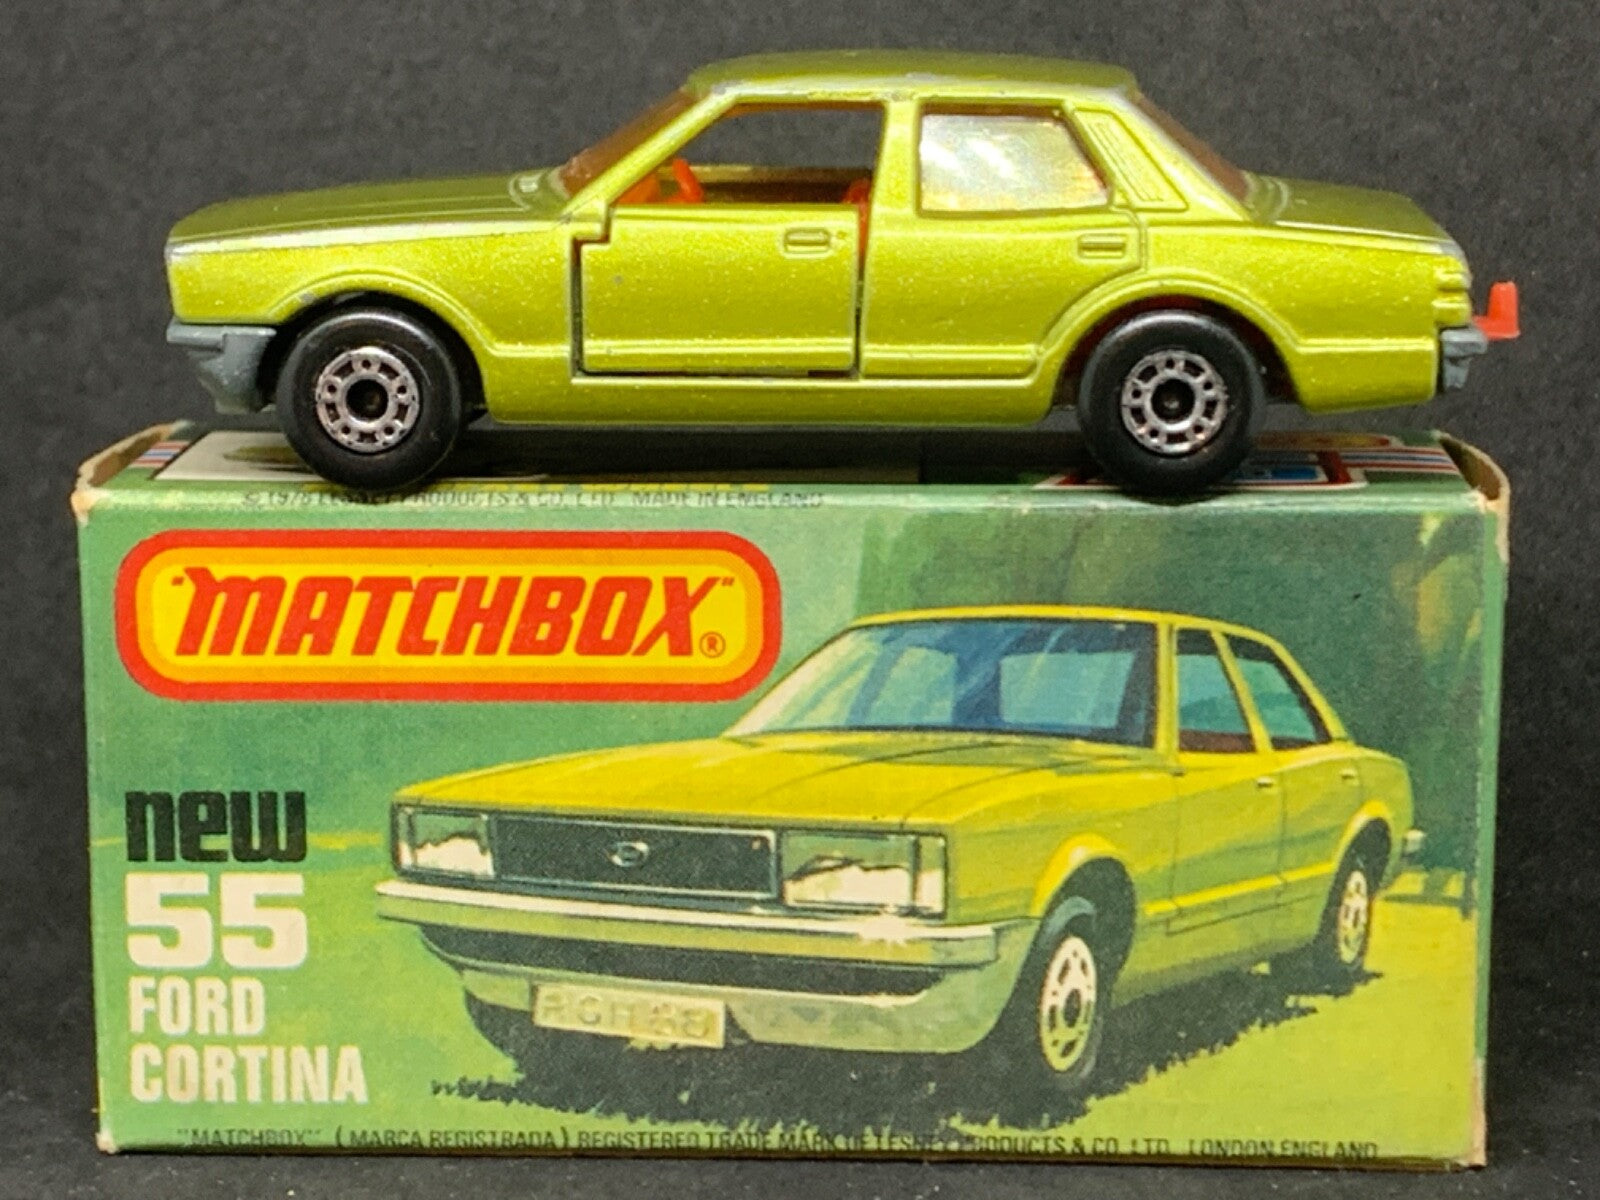 © 1978 LESNEY PRODUCTS & CO. LTD. MADE IN ENGLAND
"MATCHBOX"®
new
55
FORD
CORTINA
"MATCHBOX" (MARCA REGISTRADA) REGISTERED TRADE MARK OF LESNEY PRODUCTS & CO. LTD. LONDON ENGLAND